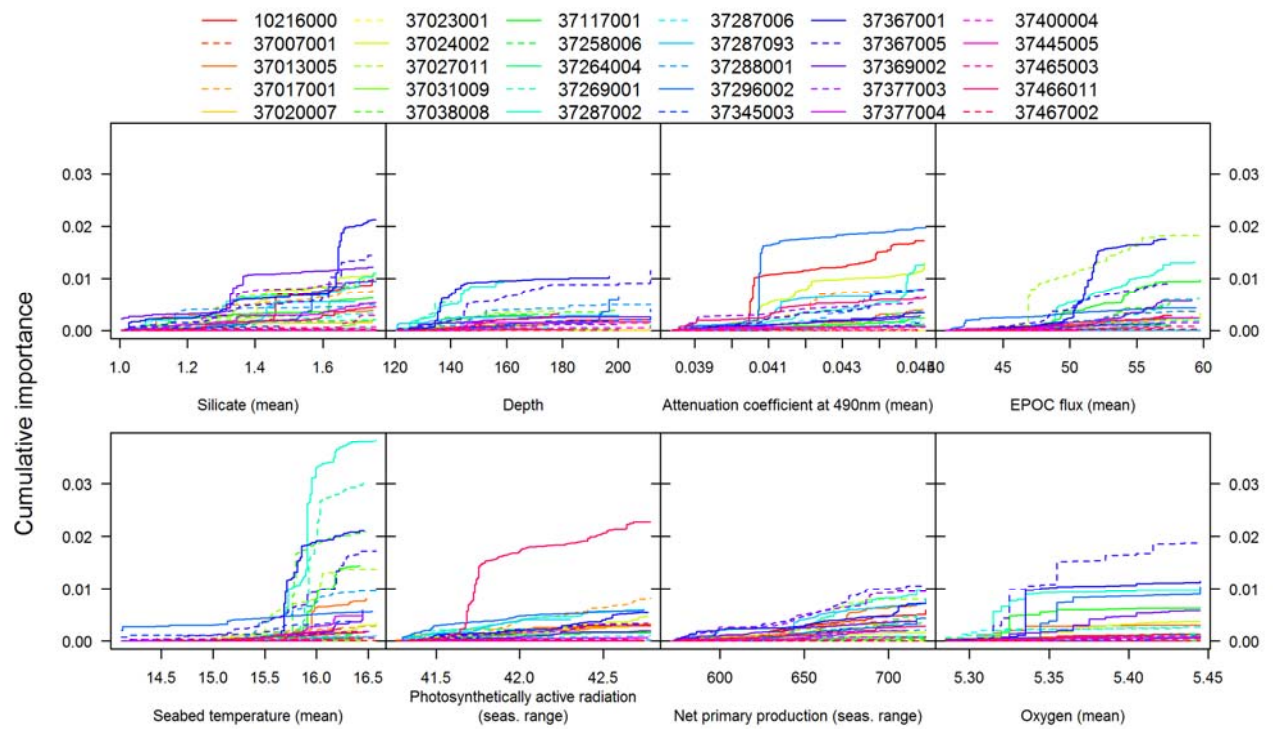 10216000 37023001 37117001 37287006 37367001 37400004
37007001 37024002 37258006 37287093 37367005 37445005
37013005 37027011 37264004 37288001 37369002 37465003
37017001 37031009 37269001 37296002 37377003 37466011
37020007 37038008 37287002 37345003 37377004 37467002
Cumulative importance
0.03 0.03
0.02 0.02
0.01 0.01
0.00 0.00
1.0 1.2 1.4 1.6 120 140 160 180 200 0.039 0.041 0.043 45 50 55 60
Silicate (mean) Depth Attenuation coefficient at 490nm (mean) EPOC flux (mean)
0.03 0.03
0.02 0.02
0.01 0.01
0.00 0.00
14.5 15.0 15.5 16.0 16.5 41.5 42.0 42.5 600 650 700 5.30 5.35 5.40 5.45
Seabed temperature (mean) Photosynthetically active radiation (seas. range) Net primary production (seas. range) Oxygen (mean)